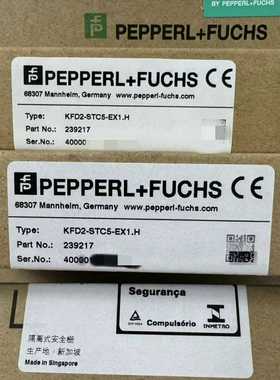 BY PEPPERL+FUCHS
PEPPERL+FUCHS
PEPPERL+FUCHS CE
68307 Mannheim, Germany www.pepperl-fuchs.com
Type: KFD2-STC5-EX1.H
Part No.: 239217
Ser.No.: 40000
PEPPERL+FUCHS CE
68307 Mannheim, Germany www.pepperl-fuchs.com
Type: KFD2-STC5-EX1.H
Part No.: 239217
Ser.No.:
Segurança
Compulsório
INMETRO
隔离式安全栅
生产地: 新加坡
Made in Singapore